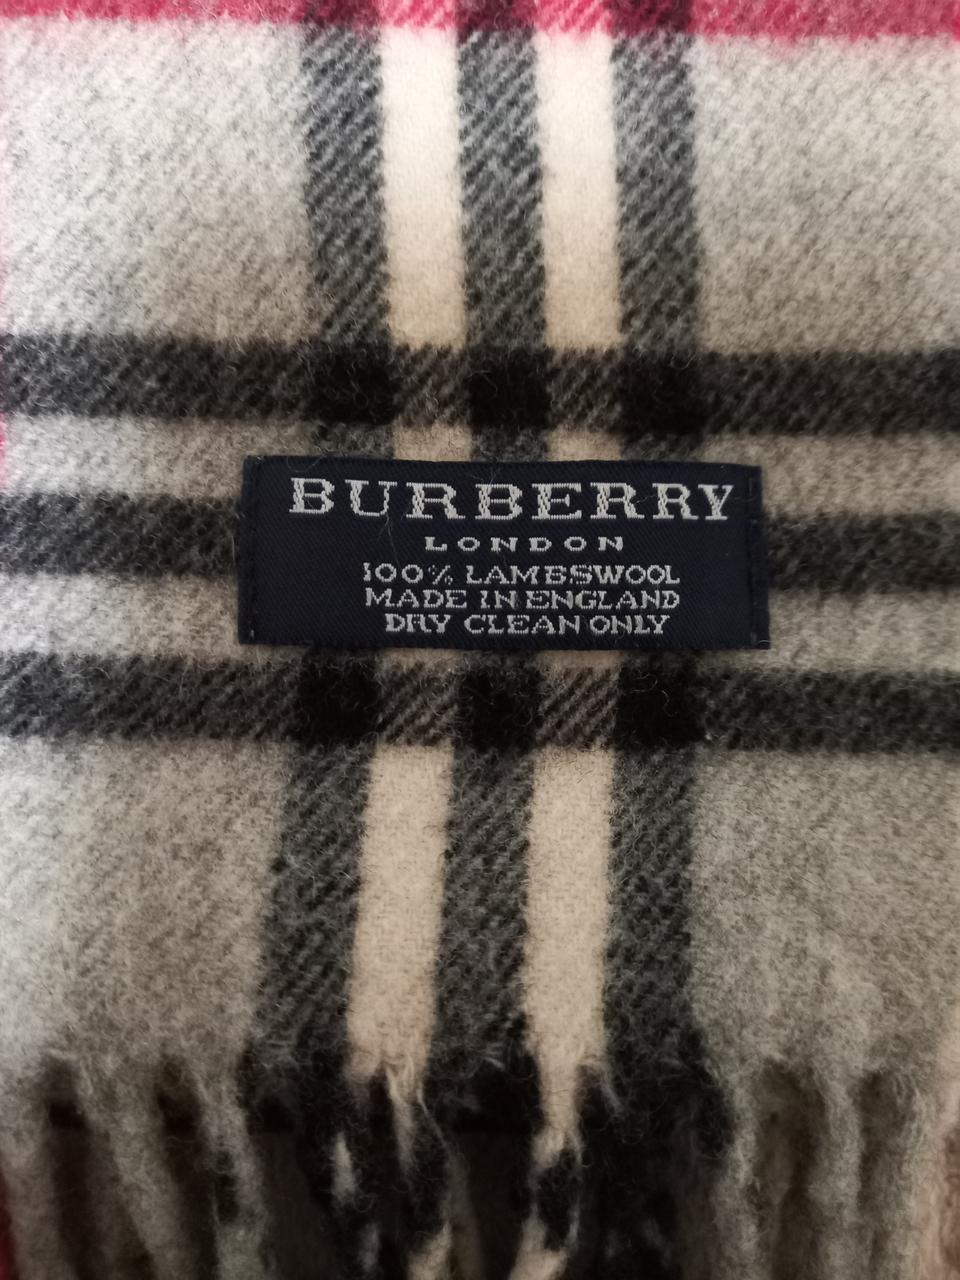 BURBERRY
LONDON
100% LAMBSWOOL
MADE IN ENGLAND
DRY CLEAN ONLY